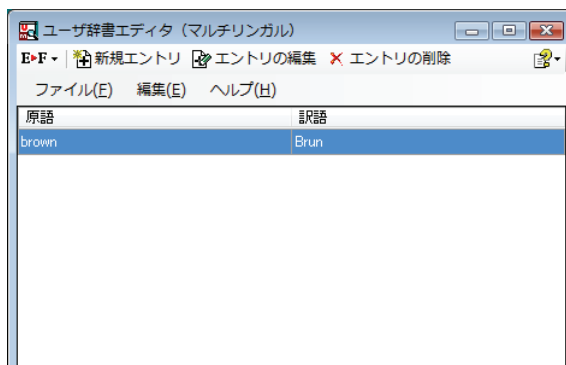 ユーザ辞書エディタ（マルチリンガル）
E▸F 新規エントリ エントリの編集 エントリの削除
ファイル(F) 編集(E) ヘルプ(H)
原語 訳語
brown Brun